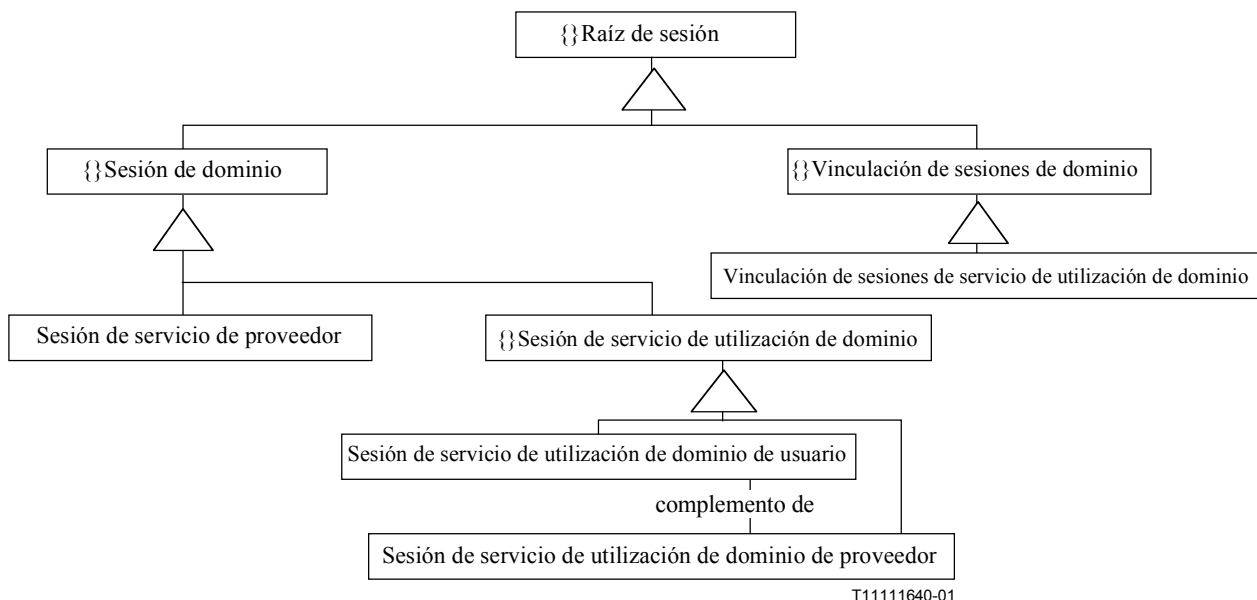 {}Raíz de sesión
{}Sesión de dominio
{}Vinculación de sesiones de dominio
Vinculación de sesiones de servicio de utilización de dominio
Sesión de servicio de proveedor
{}Sesión de servicio de utilización de dominio
Sesión de servicio de utilización de dominio de usuario
complemento de
Sesión de servicio de utilización de dominio de proveedor
T11111640-01